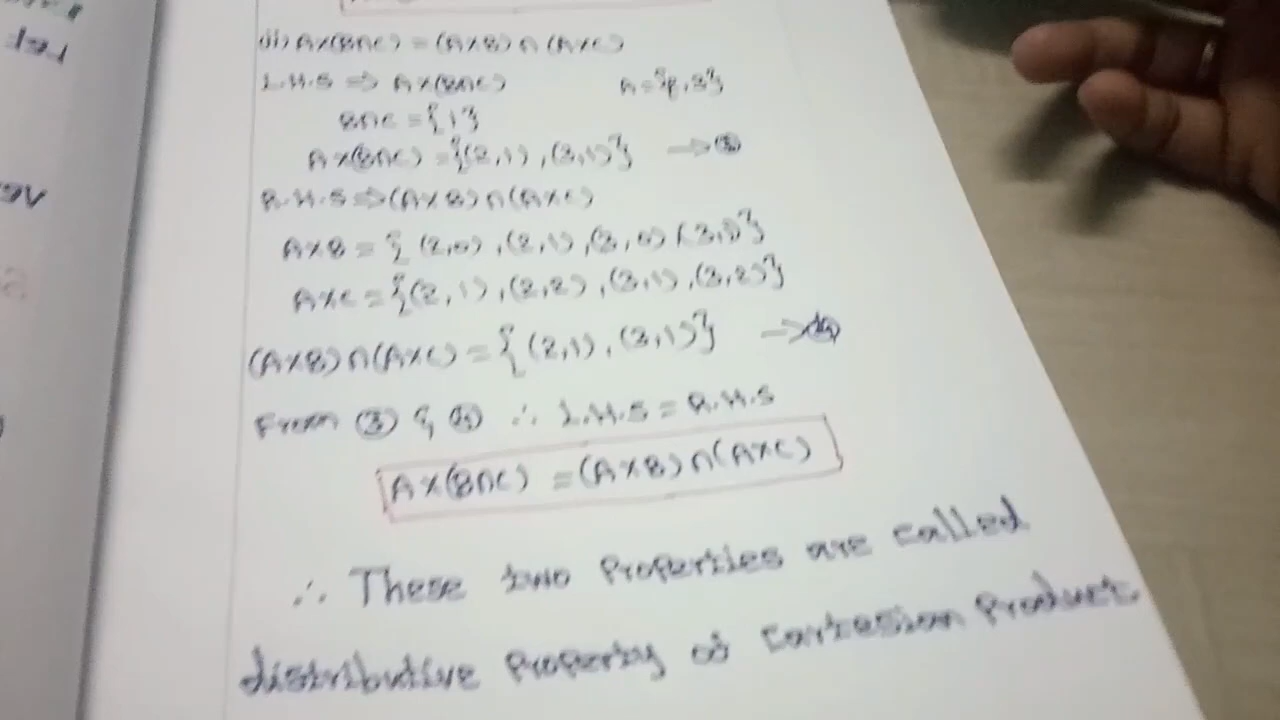 ii) A×(B∩C) = (A×B)∩(A×C)
L.H.S ⇒ A×(B∩C) A={2,3}
B∩C = {1}
A×(B∩C) = {(2,1), (3,1)} → ③
R.H.S ⇒ (A×B)∩(A×C)
A×B = {(2,0), (2,1), (3,0) (3,1)}
A×C = {(2,1), (2,2), (3,1), (3,2)}
(A×B)∩(A×C) = {(2,1), (3,1)} → ④
From ③ & ④ ∴ L.H.S = R.H.S
A×(B∩C) = (A×B)∩(A×C)
∴ These two Properties are called
distributive Property of Cartesion Product.